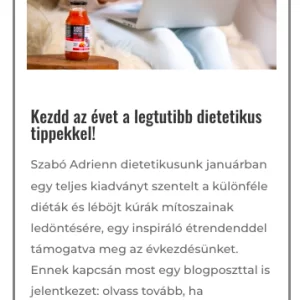 Kezdd az évet a legtutibb dietetikus
tippekkel!
Szabó Adrienn dietetikusunk januárban
egy teljes kiadványt szentelt a különféle
diéták és léböjt kúrák mítoszainak
ledöntésére, egy inspiráló étrendenddel
támogatva meg az évkezdésünket.
Ennek kapcsán most egy blogposzttal is
jelentkezet: olvass tovább, ha